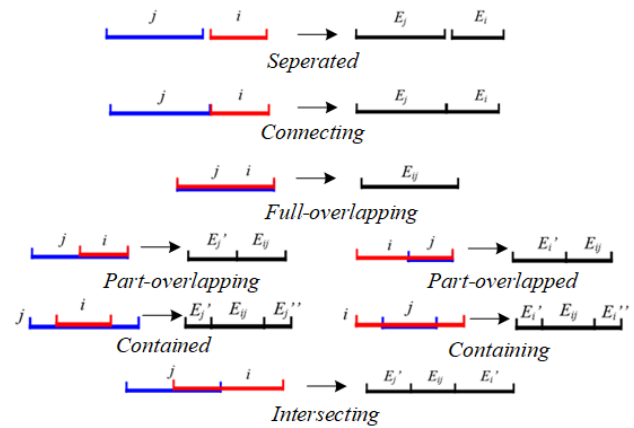 j i E_j E_i
Seperated
j i E_j E_i
Connecting
j i E_ij
Full-overlapping
j i E_j' E_ij
Part-overlapping
i j E_i' E_ij
Part-overlapped
j i E_j' E_ij E_j''
Contained
i j E_i' E_ij E_i''
Containing
j i E_j' E_ij E_i'
Intersecting